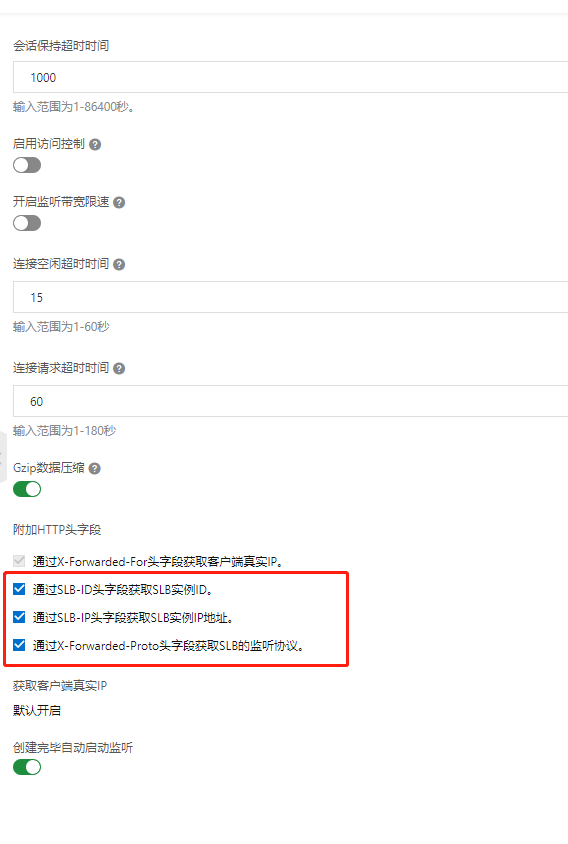 会话保持超时时间
1000
输入范围为1-86400秒。
启用访问控制 ?
开启监听带宽限速 ?
连接空闲超时时间 ?
15
输入范围为1-60秒
连接请求超时时间 ?
60
输入范围为1-180秒
Gzip数据压缩 ?
附加HTTP头字段
通过X-Forwarded-For头字段获取客户端真实IP。
通过SLB-ID头字段获取SLB实例ID。
通过SLB-IP头字段获取SLB实例IP地址。
通过X-Forwarded-Proto头字段获取SLB的监听协议。
获取客户端真实IP
默认开启
创建完毕自动启动监听